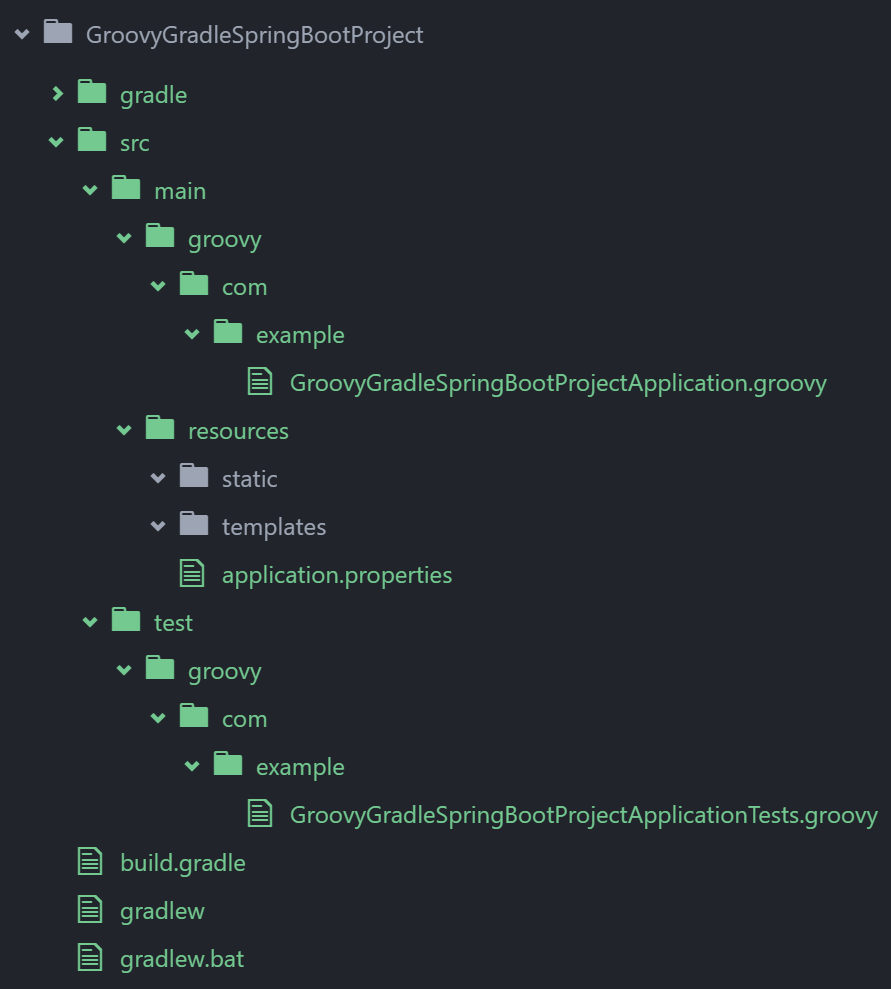 GroovyGradleSpringBootProject
gradle
src
main
groovy
com
example
GroovyGradleSpringBootProjectApplication.groovy
resources
static
templates
application.properties
test
groovy
com
example
GroovyGradleSpringBootProjectApplicationTests.groovy
build.gradle
gradlew
gradlew.bat